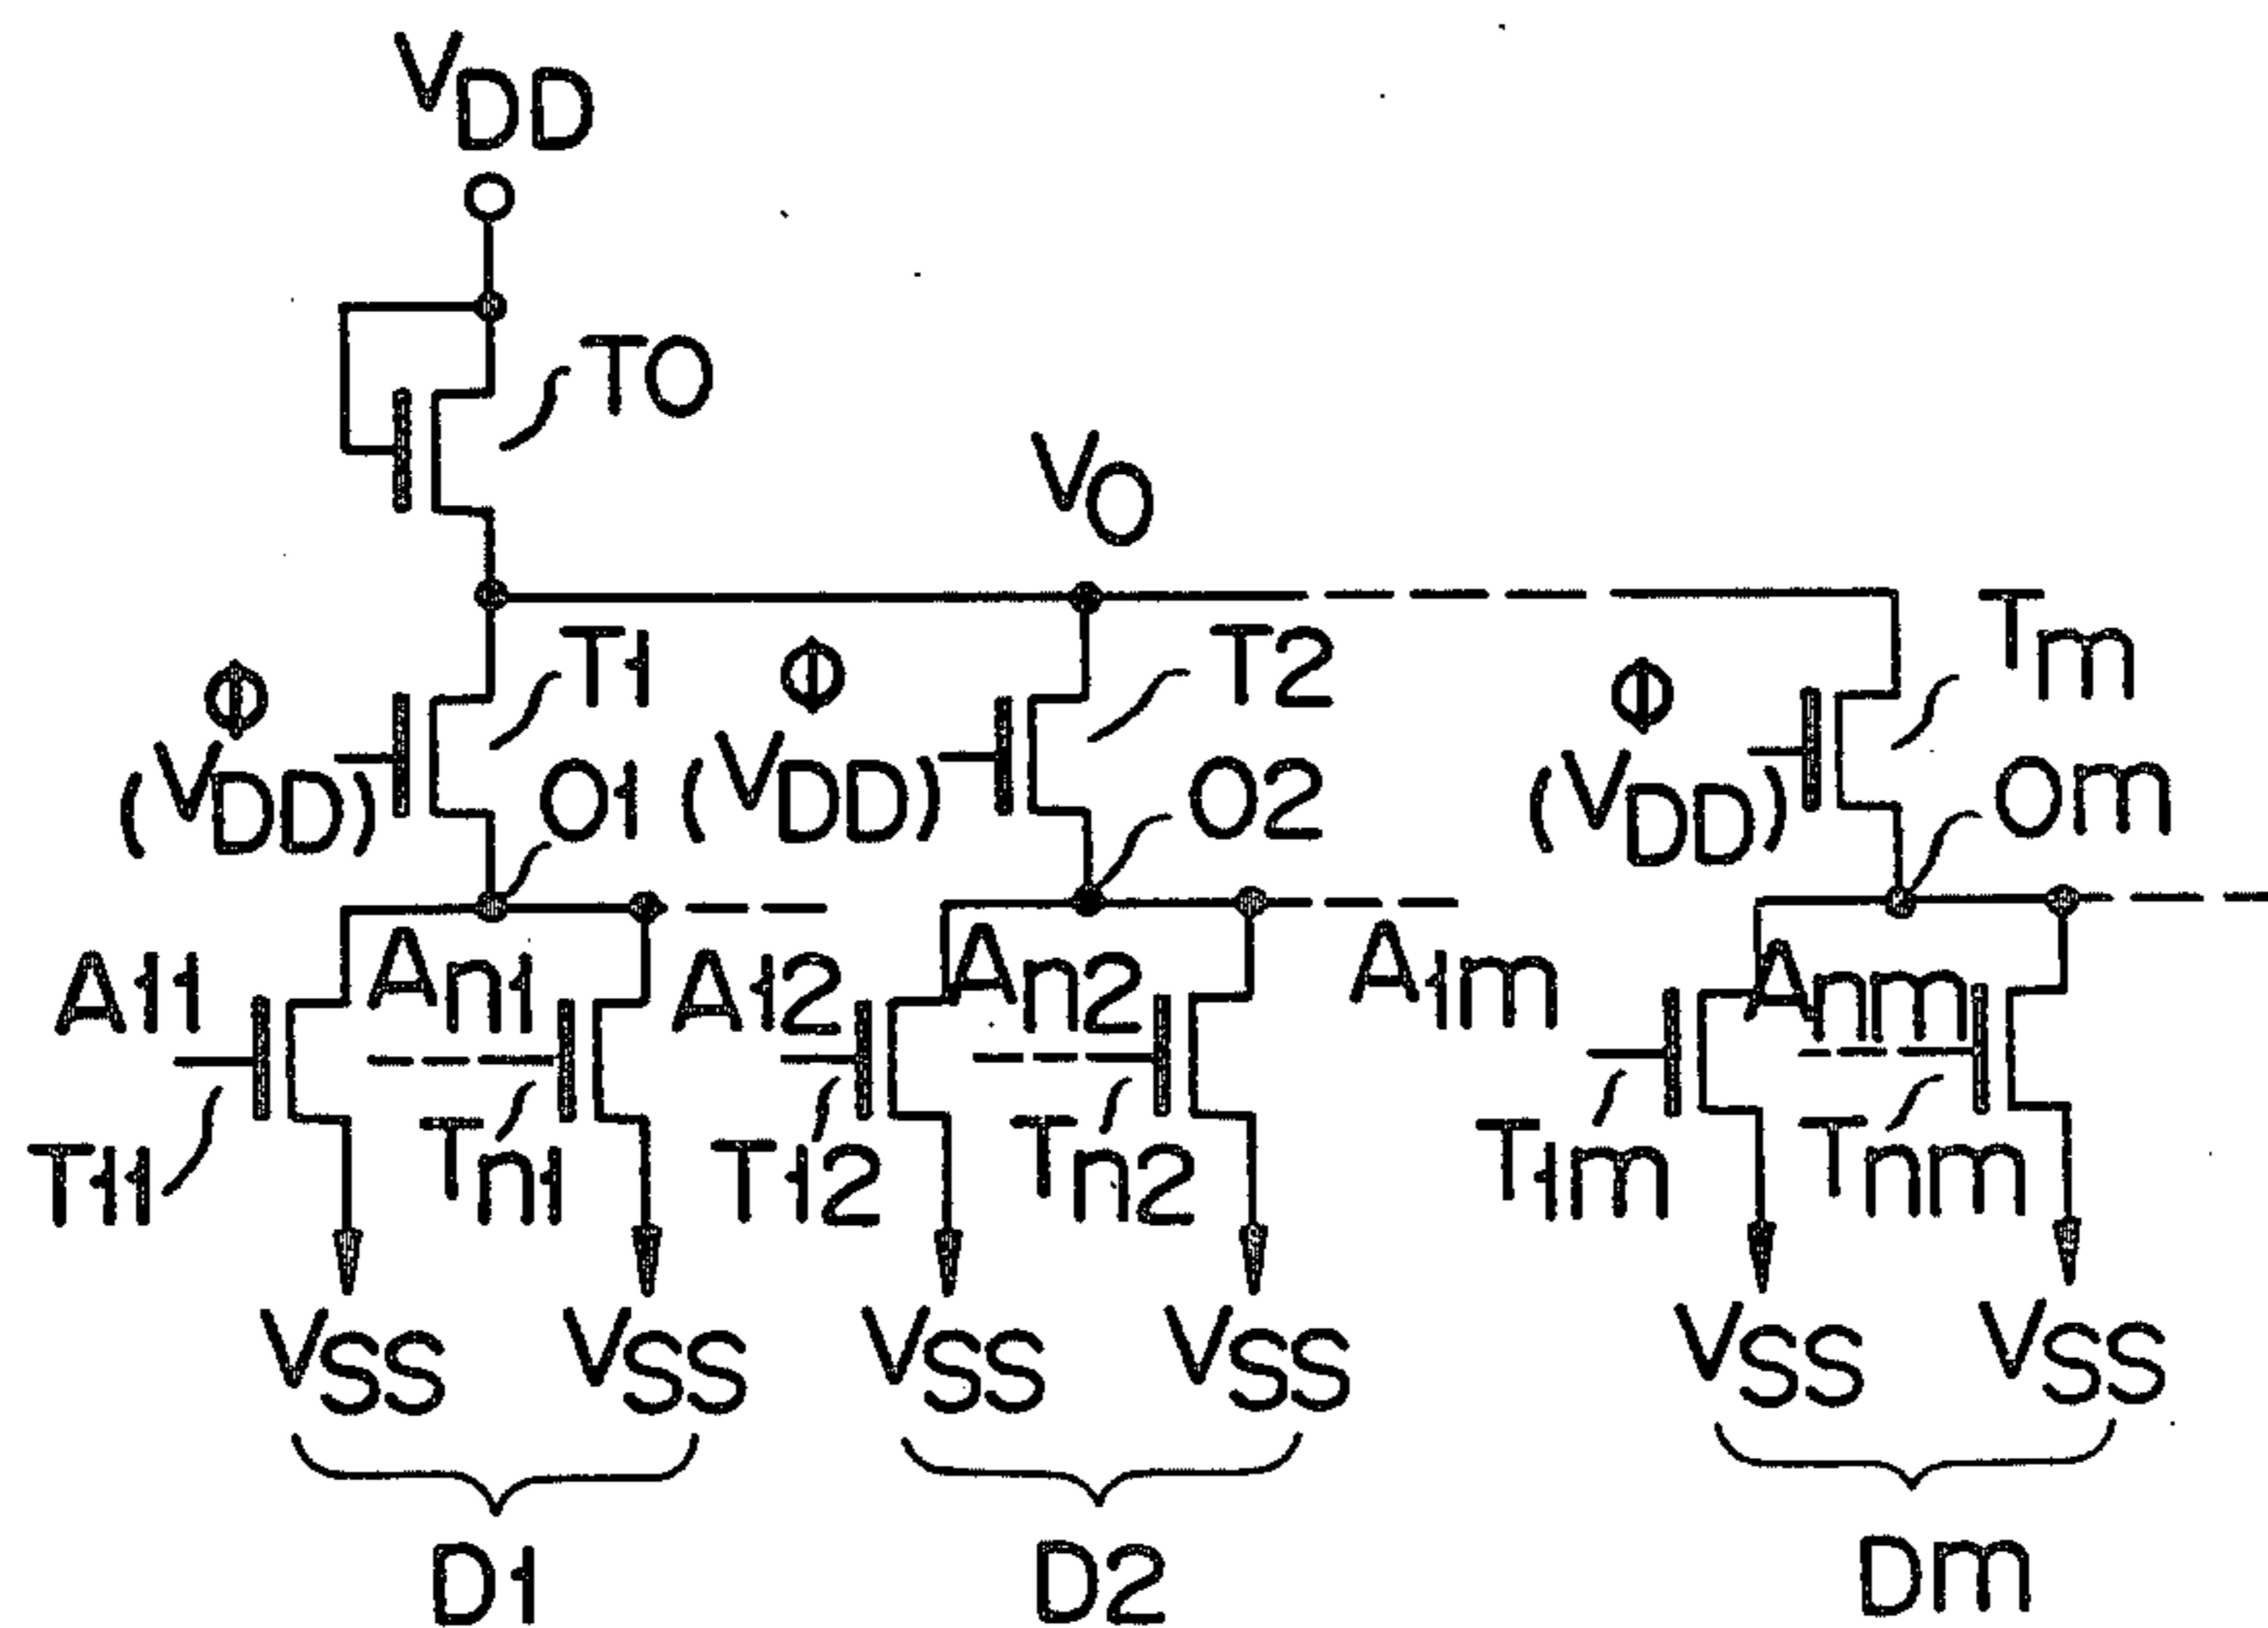 VDD
TO
VO
Φ T1 Φ T2 Φ Tm
(VDD) O1 (VDD) O2 (VDD) Om
A11 An1 A12 An2 A1m Anm
T11 Tn1 T12 Tn2 T1m Tnm
VSS VSS VSS VSS VSS VSS
D1 D2 Dm